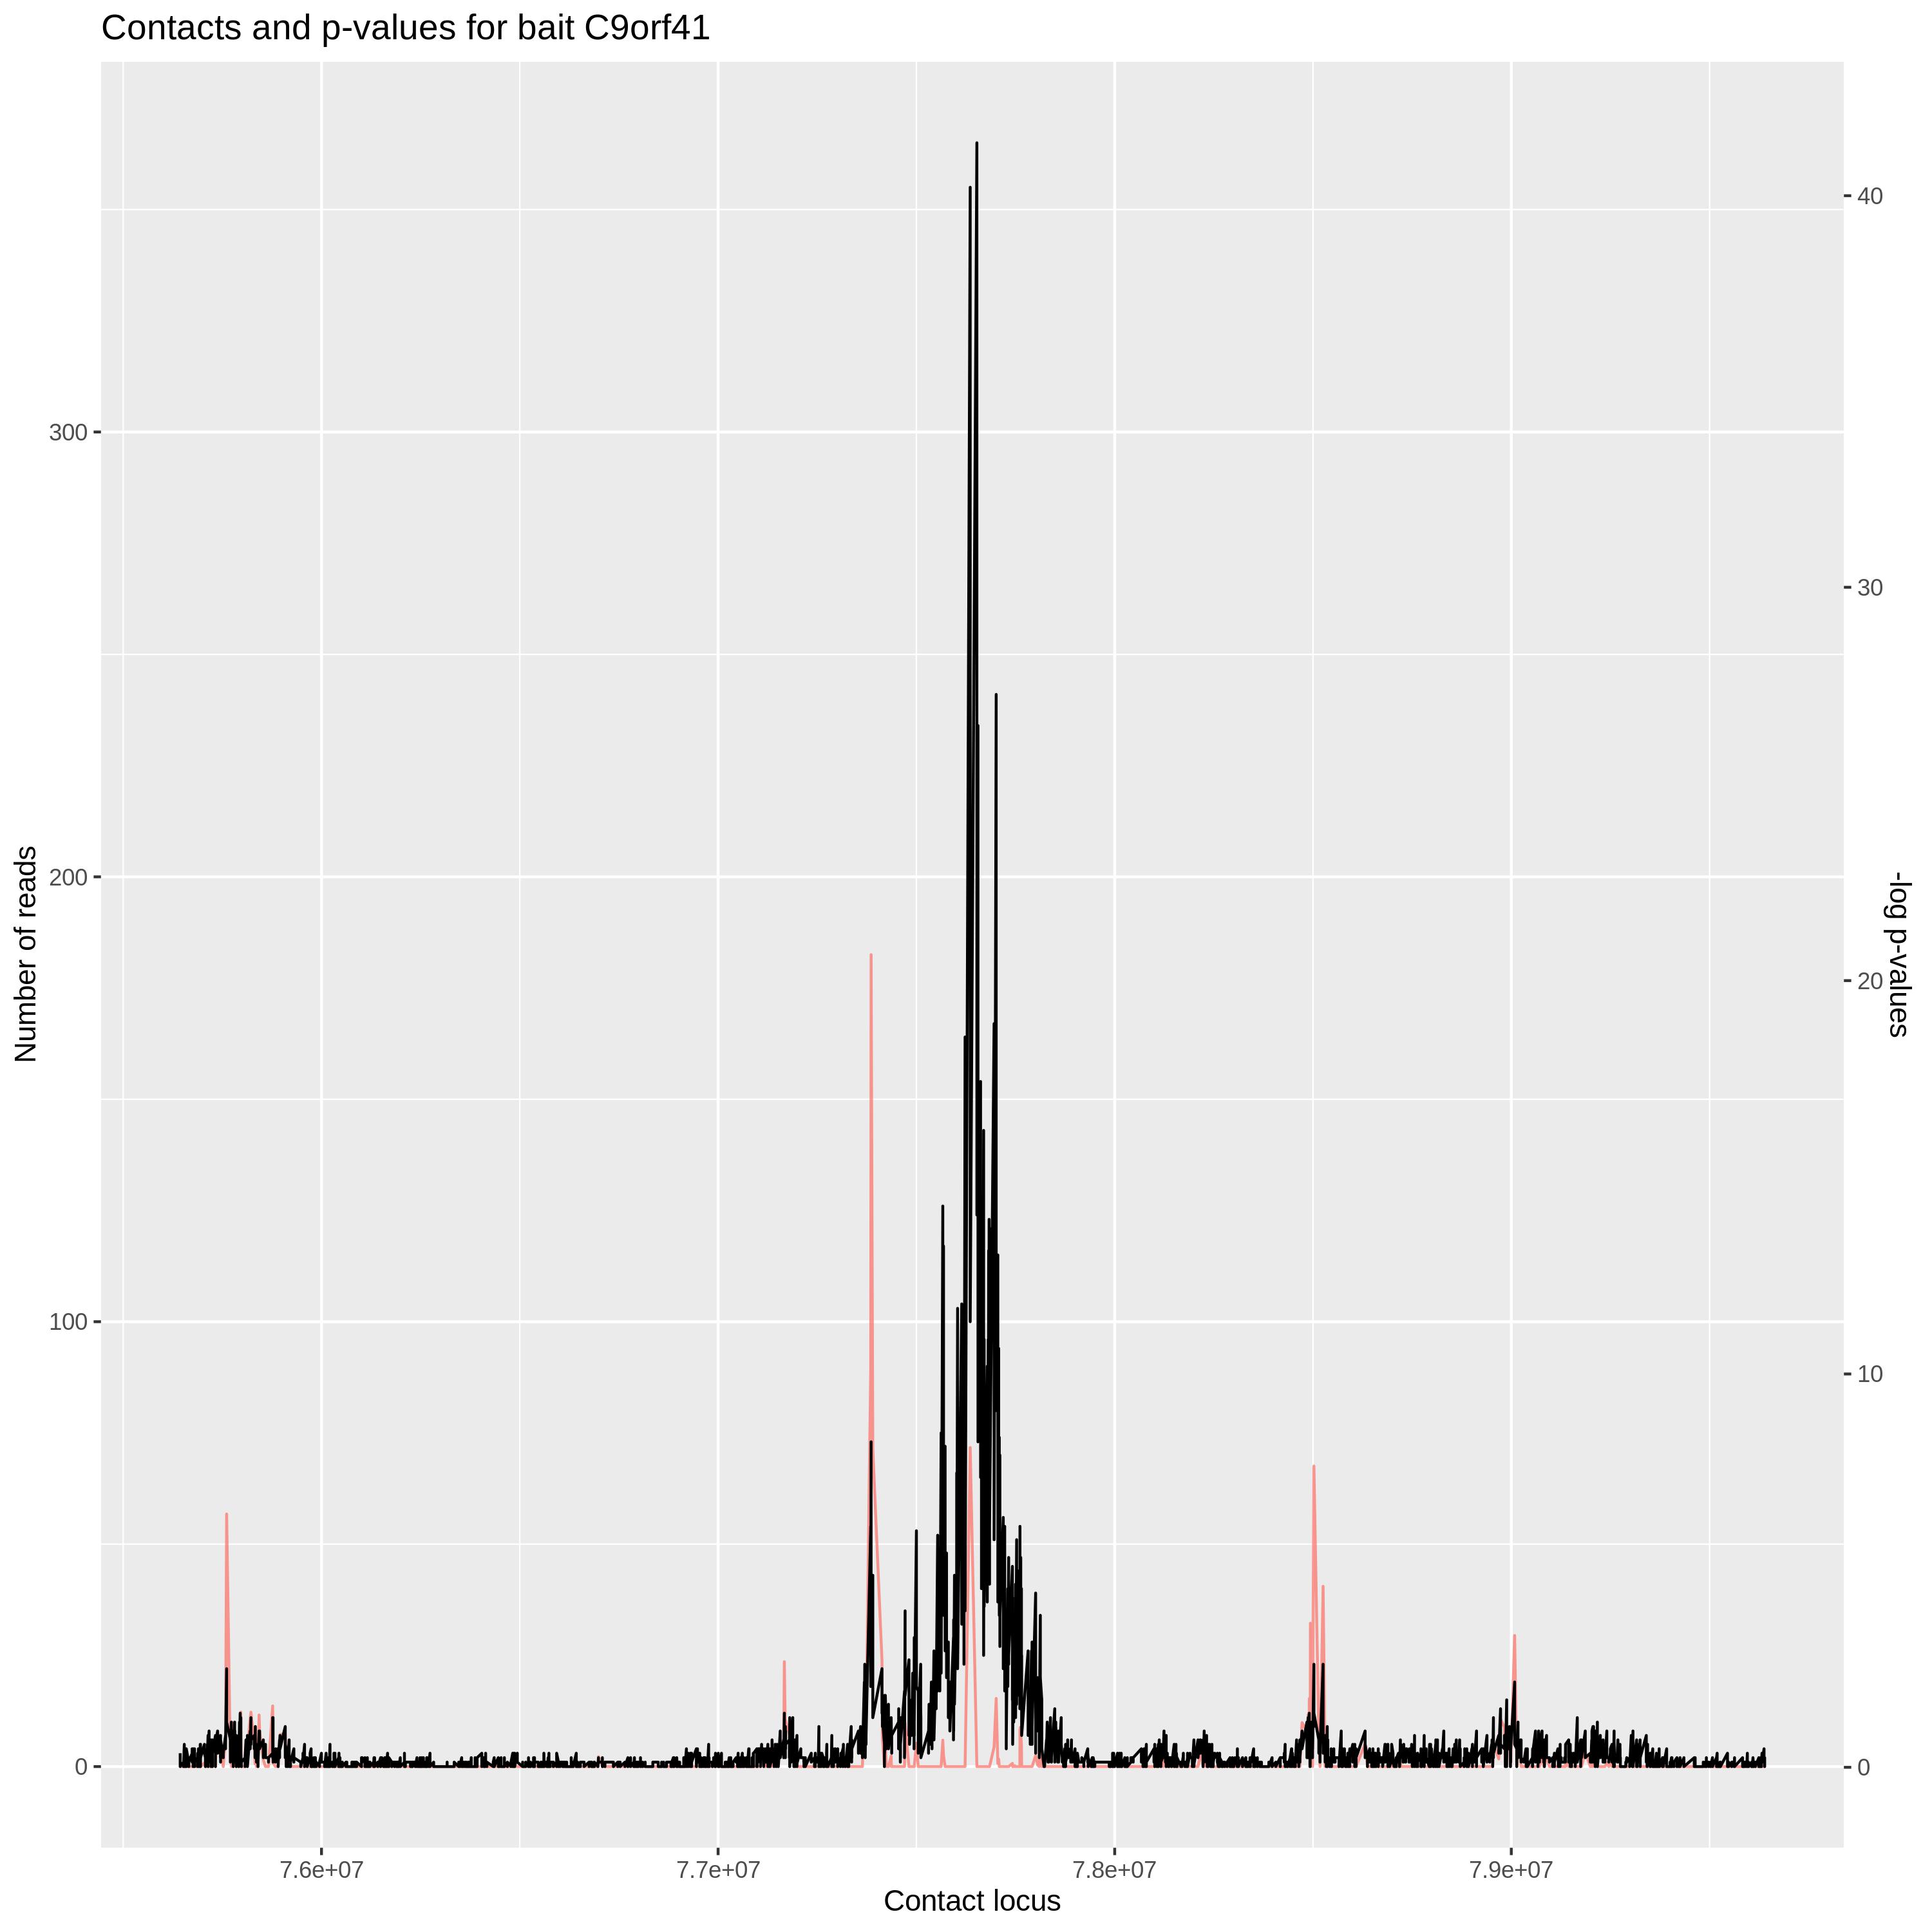 Contacts and p-values for bait C9orf41
Number of reads
300
200
100
0
40
30
20
10
0
-log p-values
7.6e+07
7.7e+07
7.8e+07
7.9e+07
Contact locus